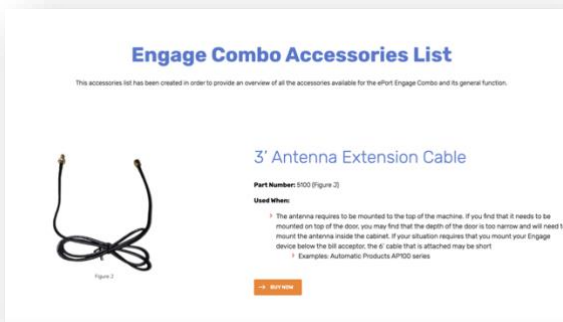 Engage Combo Accessories List
This accessories list has been created in order to provide an overview of all the accessories available for the ePort Engage Combo and its general function.
3' Antenna Extension Cable
Part Number: 5100 (Figure 2)
Used When:
The antenna requires to be mounted to the top of the machine. If you find that it needs to be
mounted on top of the door, you may find that the depth of the door is too narrow and will need t
mount the antenna inside the cabinet. If your situation requires that you mount your Engage
device below the bill acceptor, the 6' cable that is attached may be short
Examples: Automatic Products AP100 series
Figure 2
BUY NOW